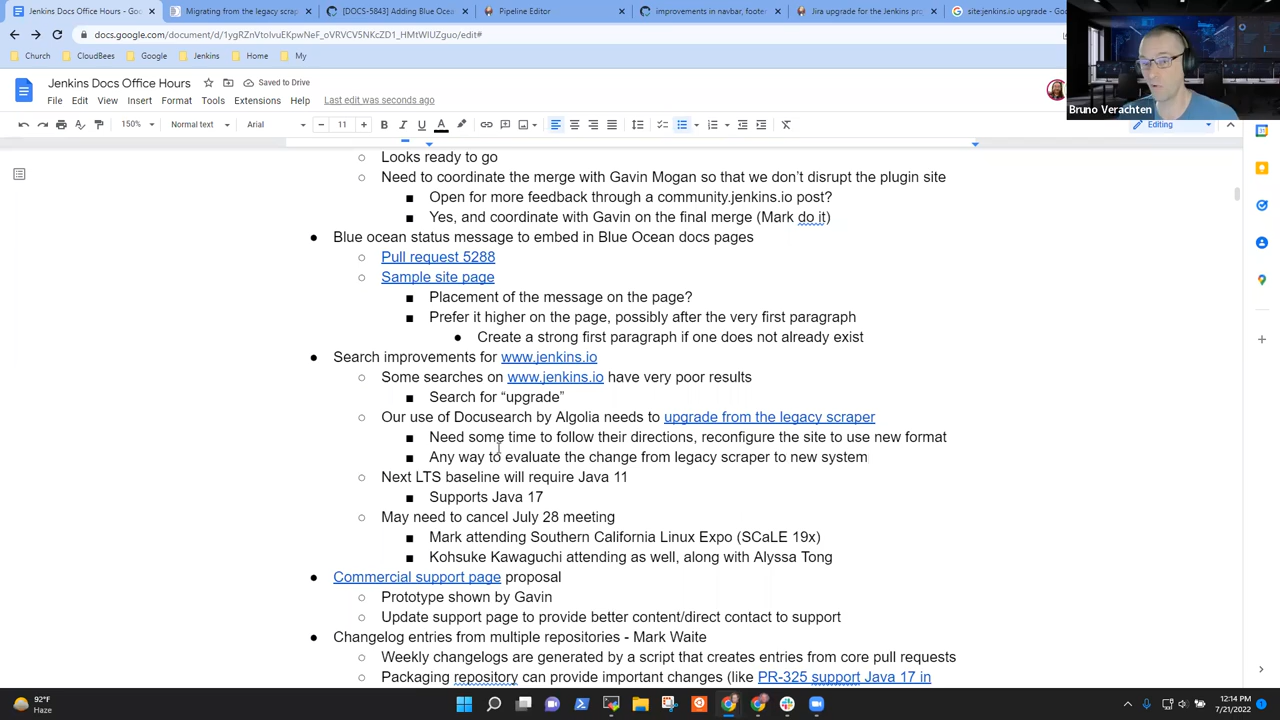 Jenkins Docs Office Hours - G
Migrating from the legacy scrap
[DOCS-5843] Adding Blue Ocea
Pipeline Editor
improvements in navbar, footer
Jira upgrade for the Jenkins pro
site:jenkins.io upgrade -
docs.google.com/document/d/1ygRZnVtoIvuEKpwNeF_oVRVCV5NKcZD1_HMtWlUZguo/edit#
Church
CloudBees
Google
Jenkins
Home
My
Bruno Verachten
Jenkins Docs Office Hours
Saved to Drive
File Edit View Insert Format Tools Extensions Help Last edit was seconds ago
150% Normal text Arial 11 B I U A Editing
Looks ready to go
Need to coordinate the merge with Gavin Mogan so that we don't disrupt the plugin site
Open for more feedback through a community.jenkins.io post?
Yes, and coordinate with Gavin on the final merge (Mark do it)
Blue ocean status message to embed in Blue Ocean docs pages
Pull request 5288
Sample site page
Placement of the message on the page?
Prefer it higher on the page, possibly after the very first paragraph
Create a strong first paragraph if one does not already exist
Search improvements for www.jenkins.io
Some searches on www.jenkins.io have very poor results
Search for “upgrade”
Our use of Docusearch by Algolia needs to upgrade from the legacy scraper
Need some time to follow their directions, reconfigure the site to use new format
Any way to evaluate the change from legacy scraper to new system
Next LTS baseline will require Java 11
Supports Java 17
May need to cancel July 28 meeting
Mark attending Southern California Linux Expo (SCaLE 19x)
Kohsuke Kawaguchi attending as well, along with Alyssa Tong
Commercial support page proposal
Prototype shown by Gavin
Update support page to provide better content/direct contact to support
Changelog entries from multiple repositories - Mark Waite
Weekly changelogs are generated by a script that creates entries from core pull requests
Packaging repository can provide important changes (like PR-325 support Java 17 in
92°F
Haze
12:14 PM
7/21/2022